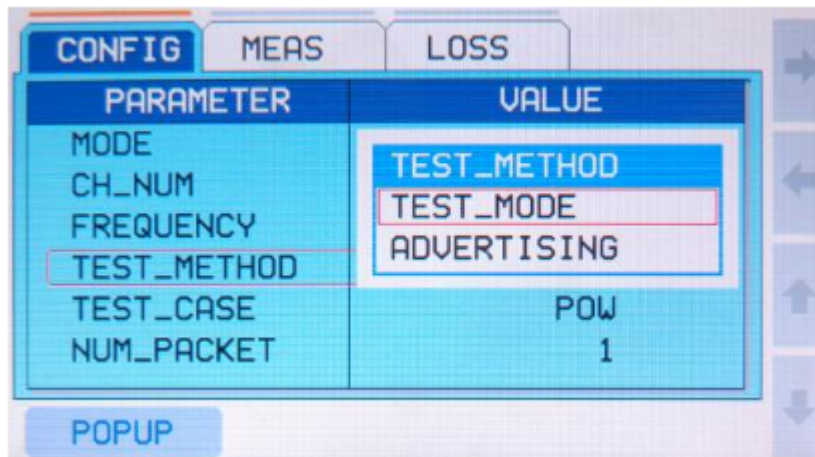 CONFIG MEAS LOSS
PARAMETER VALUE
MODE
CH_NUM
FREQUENCY
TEST_METHOD
TEST_CASE POW
NUM_PACKET 1
TEST_METHOD
TEST_MODE
ADVERTISING
POPUP